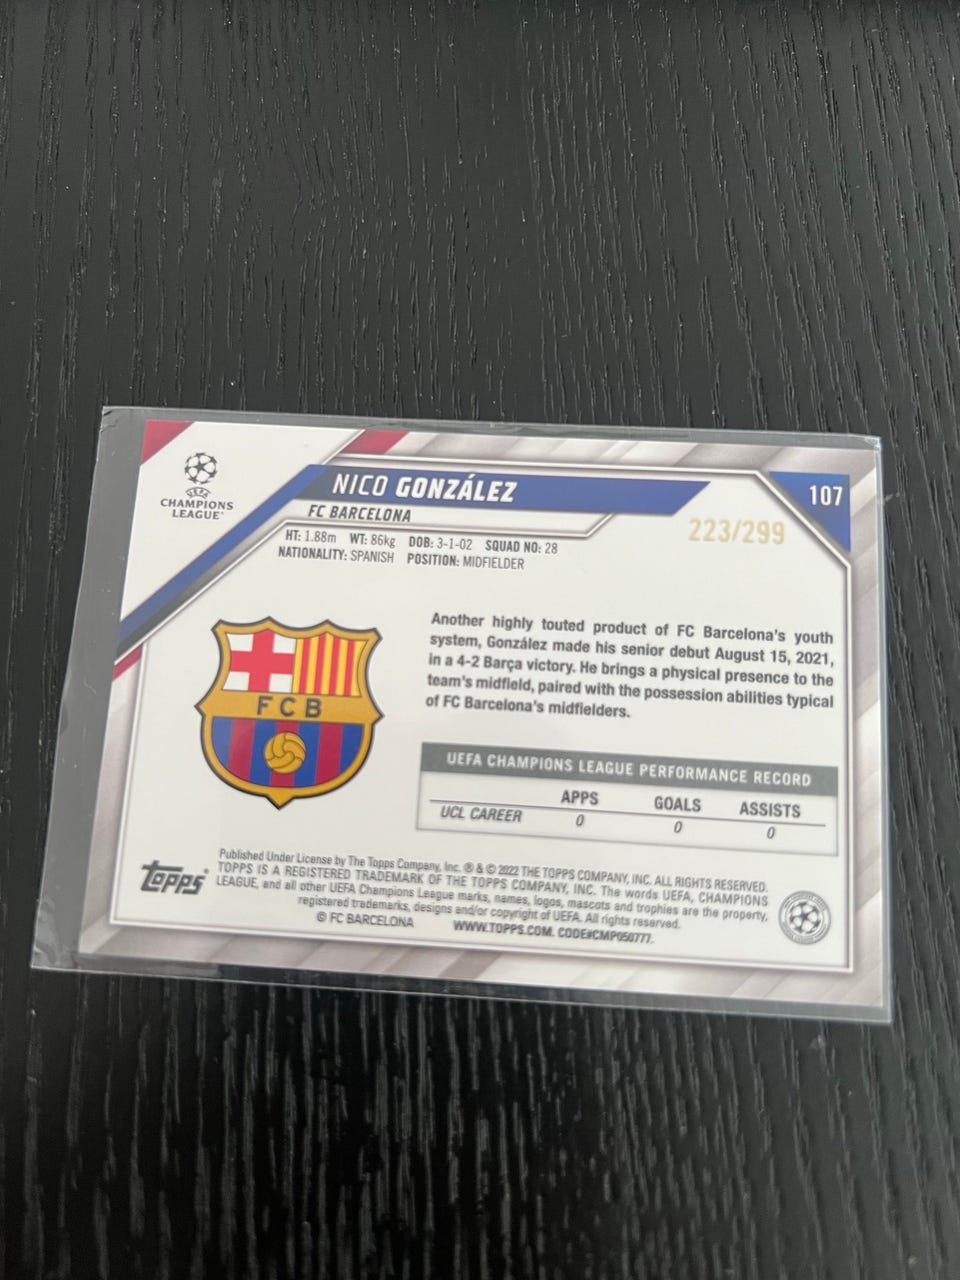 UEFA
CHAMPIONS
LEAGUE
NICO GONZÁLEZ
107
FC BARCELONA
223/299
HT: 1.88m WT: 86kg DOB: 3-1-02 SQUAD NO: 28
NATIONALITY: SPANISH POSITION: MIDFIELDER
FCB
Another highly touted product of FC Barcelona's youth
system, González made his senior debut August 15, 2021,
in a 4-2 Barça victory. He brings a physical presence to the
team's midfield, paired with the possession abilities typical
of FC Barcelona's midfielders.
UEFA CHAMPIONS LEAGUE PERFORMANCE RECORD
APPS GOALS ASSISTS
UCL CAREER 0 0 0
topps®
Published Under License by The Topps Company, Inc. ® & © 2022 THE TOPPS COMPANY, INC. ALL RIGHTS RESERVED.
TOPPS IS A REGISTERED TRADEMARK OF THE TOPPS COMPANY, INC. The words UEFA, CHAMPIONS
LEAGUE, and all other UEFA Champions League marks, names, logos, mascots and trophies are the property,
registered trademarks, designs and/or copyright of UEFA. All rights reserved.
© FC BARCELONA WWW.TOPPS.COM. CODE#CMP050777.